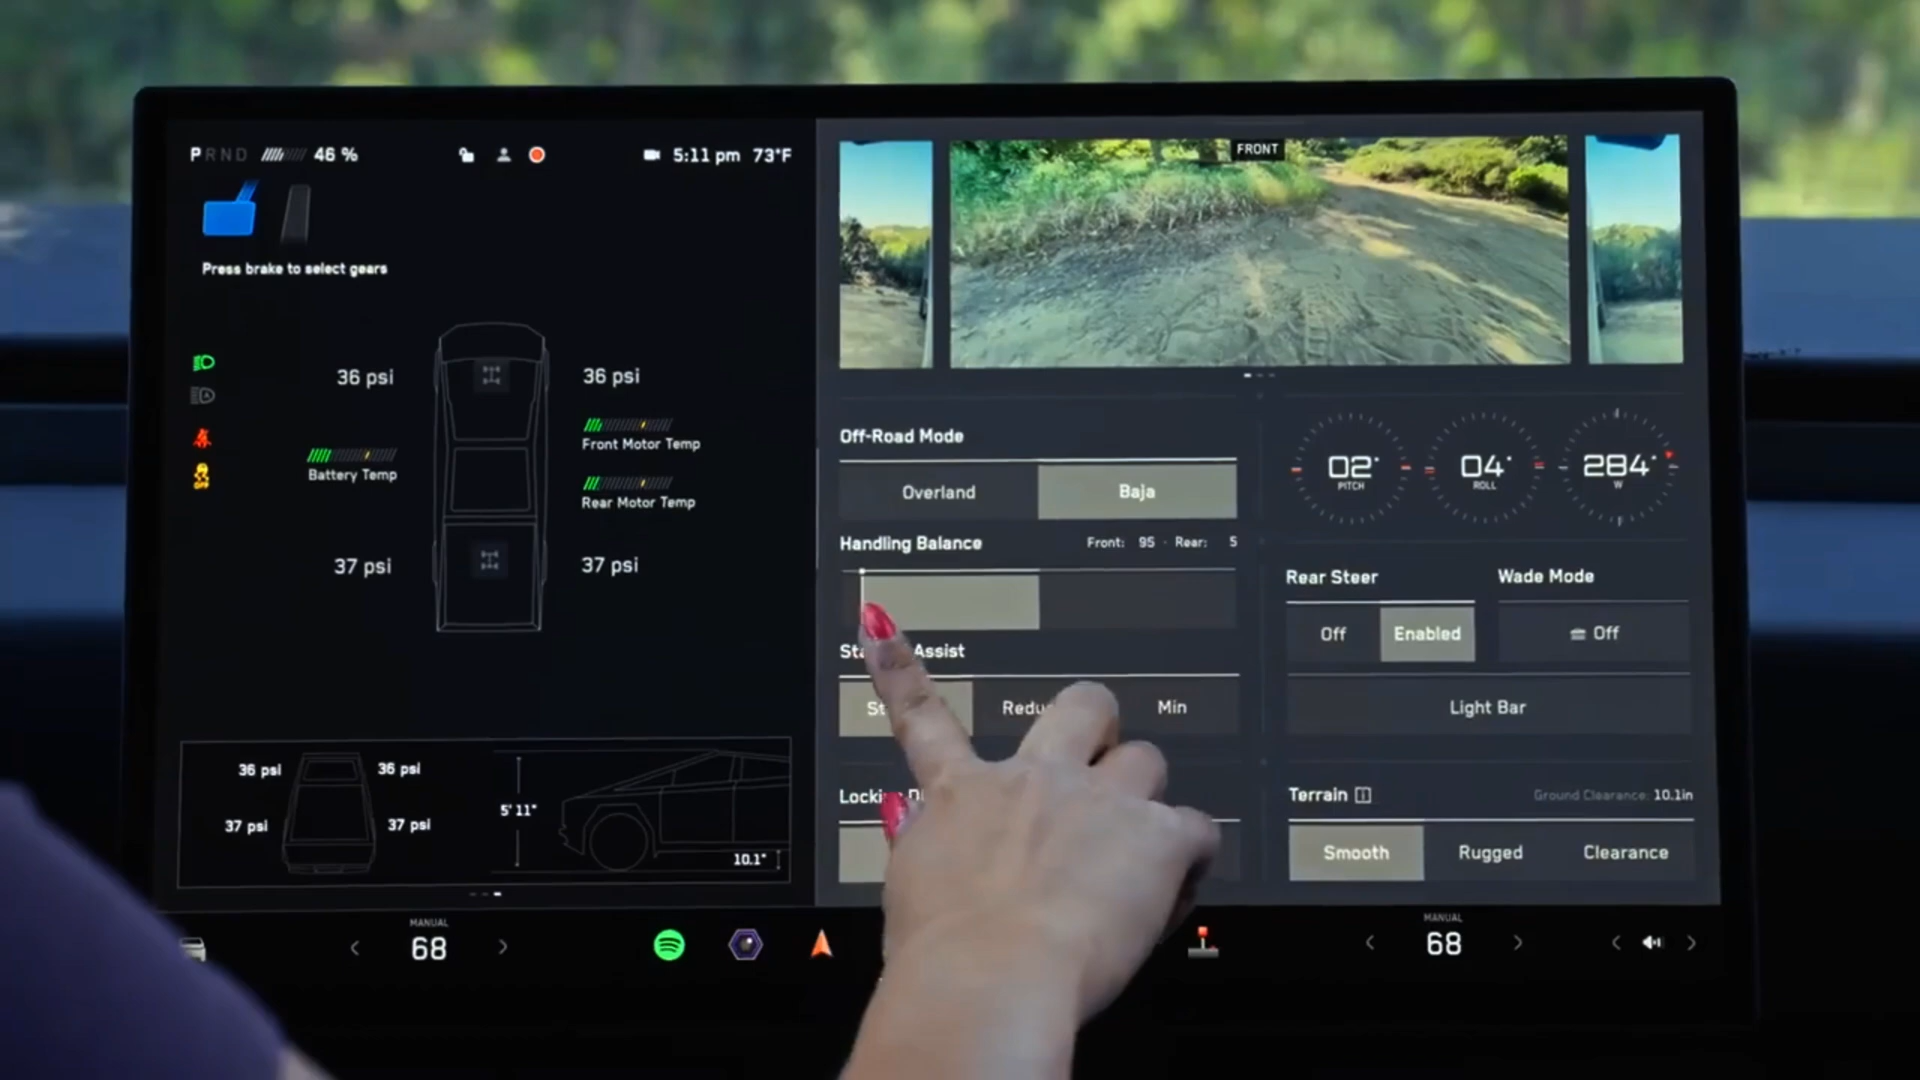 PRND 46 % 5:11 pm 73°F
Press brake to select gears
36 psi 36 psi
Front Motor Temp
Battery Temp
Rear Motor Temp
37 psi 37 psi
36 psi 36 psi
37 psi 37 psi
5' 11"
10.1"
FRONT
Off-Road Mode
Overland Baja
Handling Balance Front: 95 · Rear: 5
Assist
Min
02°
PITCH
04°
ROLL
284°
W
Rear Steer Wade Mode
Off Enabled Off
Light Bar
Terrain Ground Clearance: 10.1in
Smooth Rugged Clearance
MANUAL
68
MANUAL
68
OFF